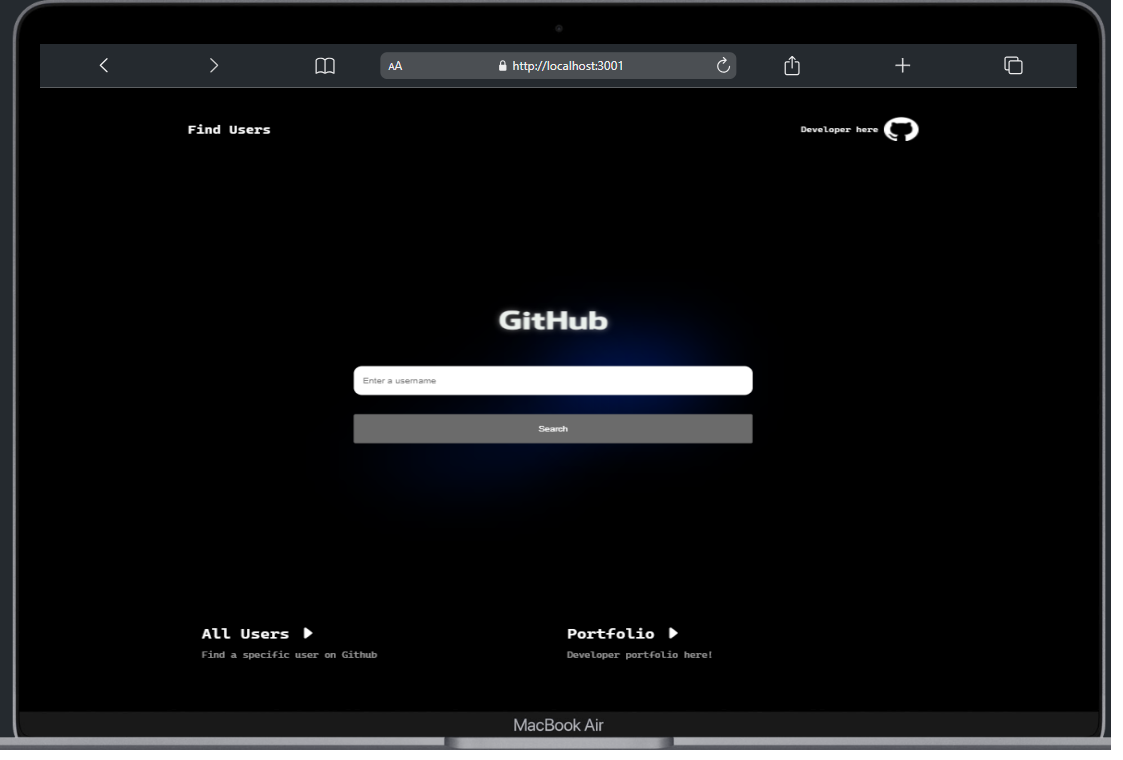 AA http://localhost:3001
Find Users
Developer here
GitHub
Enter a username
Search
All Users
Find a specific user on Github
Portfolio
Developer portfolio here!
MacBook Air